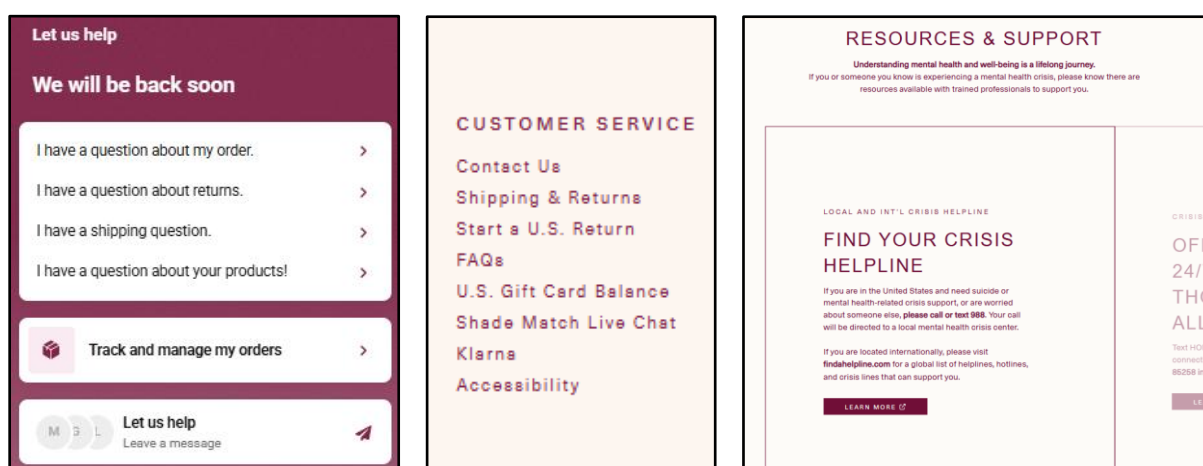 Let us help
We will be back soon
I have a question about my order.
I have a question about returns.
I have a shipping question.
I have a question about your products!
Track and manage my orders
M G L
Let us help
Leave a message
CUSTOMER SERVICE
Contact Us
Shipping & Returns
Start a U.S. Return
FAQs
U.S. Gift Card Balance
Shade Match Live Chat
Klarna
Accessibility
RESOURCES & SUPPORT
Understanding mental health and well-being is a lifelong journey.
If you or someone you know is experiencing a mental health crisis, please know there are
resources available with trained professionals to support you.
LOCAL AND INT'L CRISIS HELPLINE
FIND YOUR CRISIS
HELPLINE
If you are in the United States and need suicide or
mental health-related crisis support, or are worried
about someone else, please call or text 988. Your call
will be directed to a local mental health crisis center.
If you are located internationally, please visit
findahelpline.com for a global list of helplines, hotlines,
and crisis lines that can support you.
LEARN MORE
CRISIS
24/
Text
85258 in